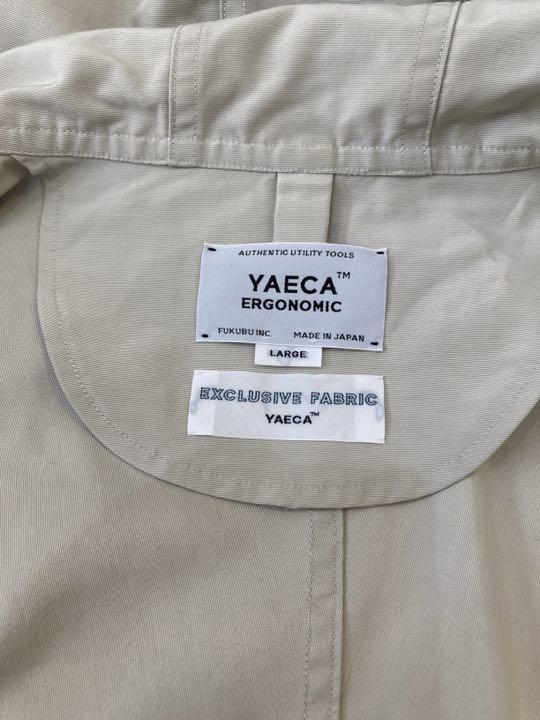 AUTHENTIC UTILITY TOOLS
YAECA™
ERGONOMIC
FUKUBU INC. MADE IN JAPAN
LARGE
EXCLUSIVE FABRIC
YAECA™